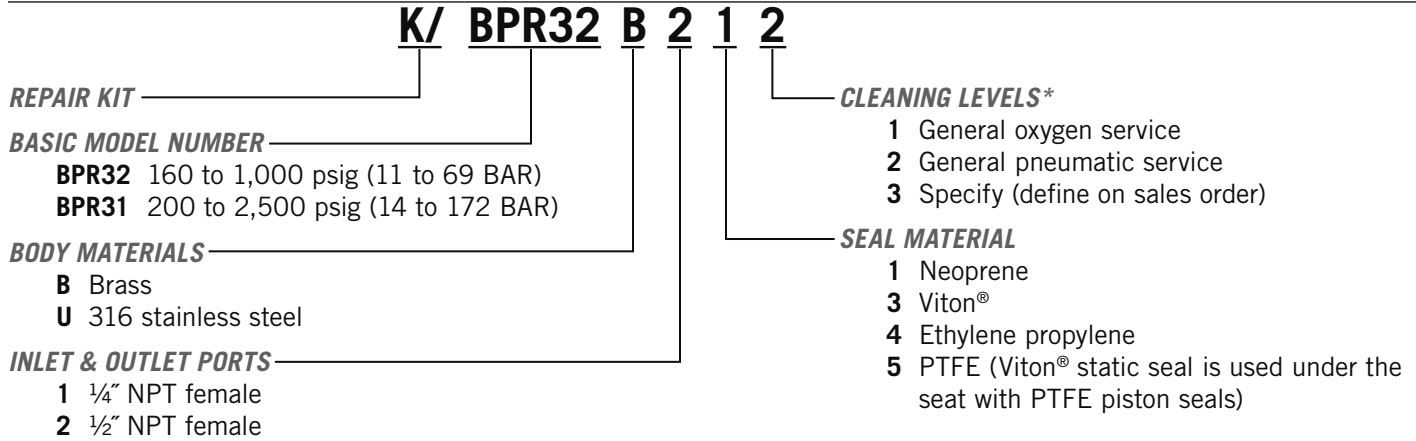 K/ BPR32 B 2 1 2
REPAIR KIT
BASIC MODEL NUMBER
BPR32 160 to 1,000 psig (11 to 69 BAR)
BPR31 200 to 2,500 psig (14 to 172 BAR)
BODY MATERIALS
B Brass
U 316 stainless steel
INLET & OUTLET PORTS
1 ¼˝ NPT female
2 ½˝ NPT female
CLEANING LEVELS*
1 General oxygen service
2 General pneumatic service
3 Specify (define on sales order)
SEAL MATERIAL
1 Neoprene
3 Viton®
4 Ethylene propylene
5 PTFE (Viton® static seal is used under the
seat with PTFE piston seals)